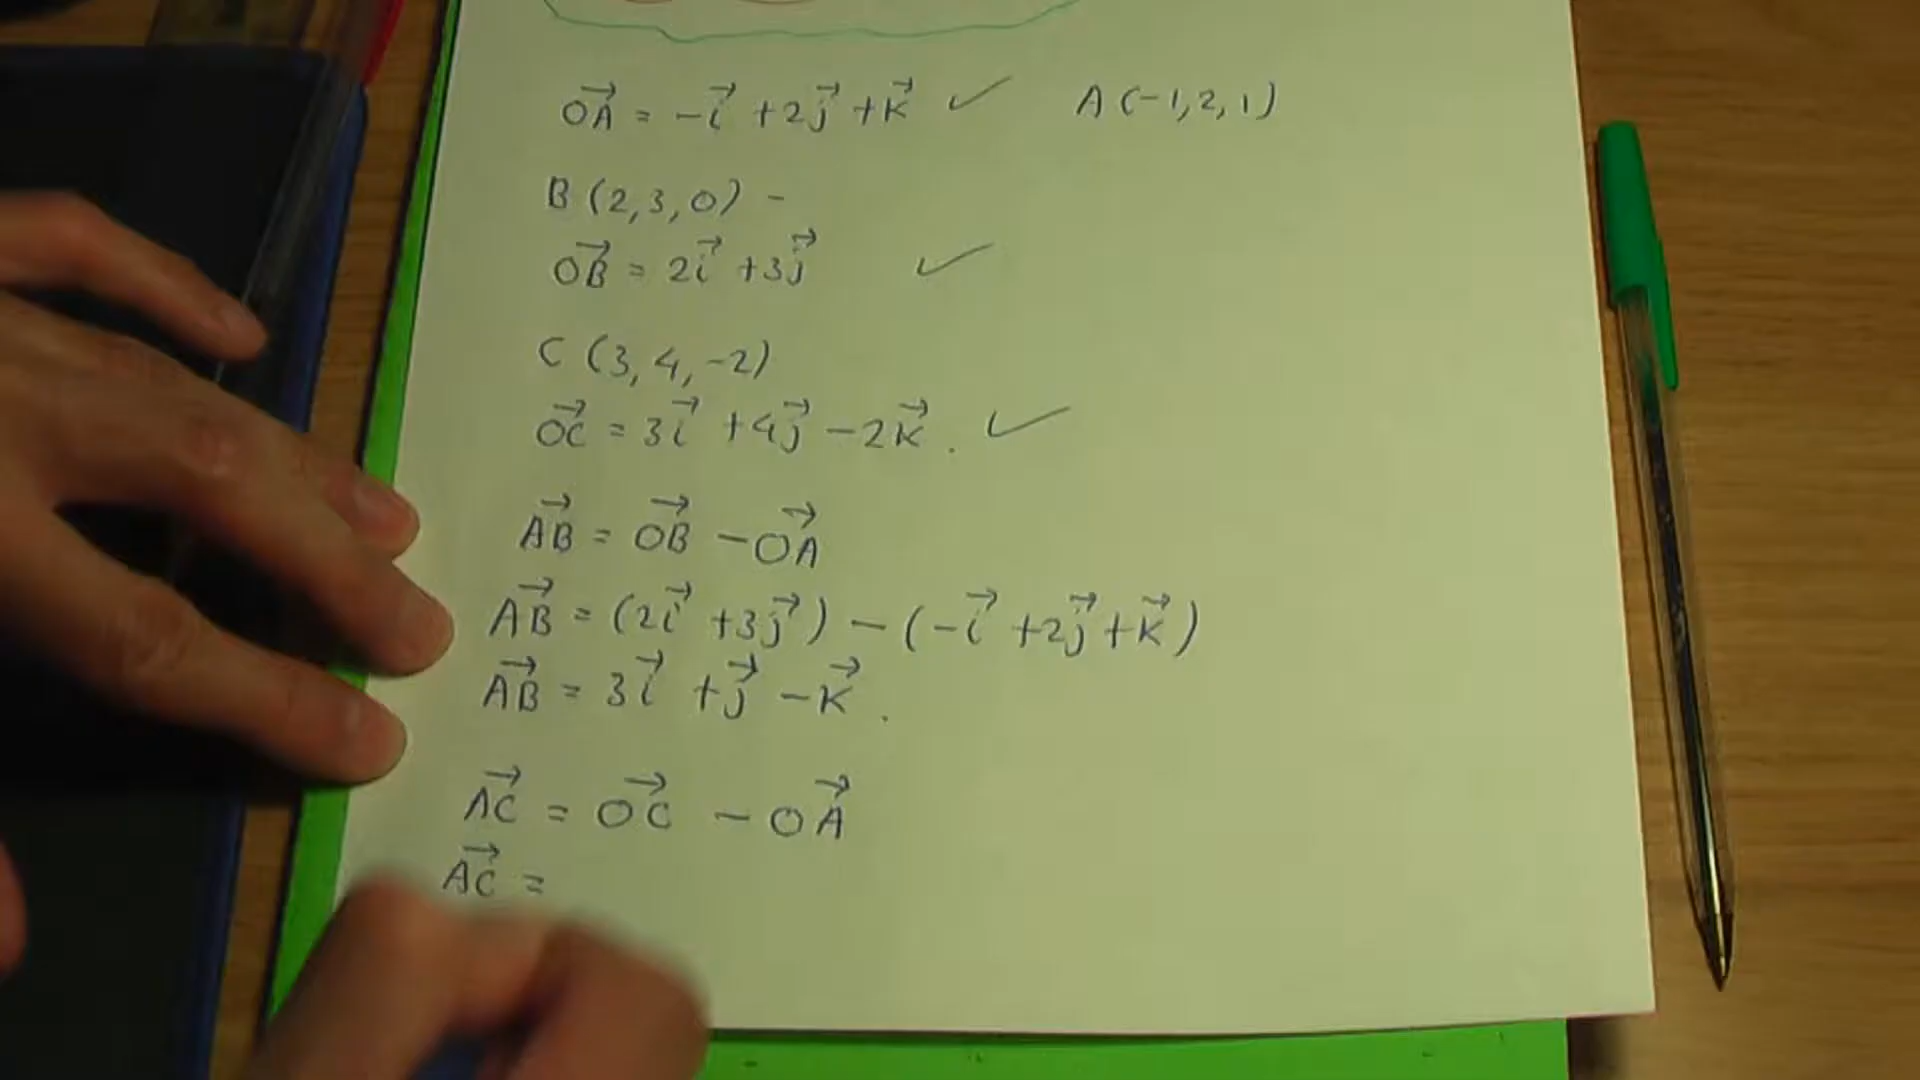 OA⃗ = -i⃗ + 2j⃗ + k⃗ ✓ A (-1, 2, 1)
B (2, 3, 0) -
OB⃗ = 2i⃗ + 3j⃗ ✓
C (3, 4, -2)
OC⃗ = 3i⃗ + 4j⃗ - 2k⃗ . ✓
AB⃗ = OB⃗ - OA⃗
AB⃗ = (2i⃗ + 3j⃗) - (-i⃗ + 2j⃗ + k⃗)
AB⃗ = 3i⃗ + j⃗ - k⃗ .
AC⃗ = OC⃗ - OA⃗
AC⃗ =